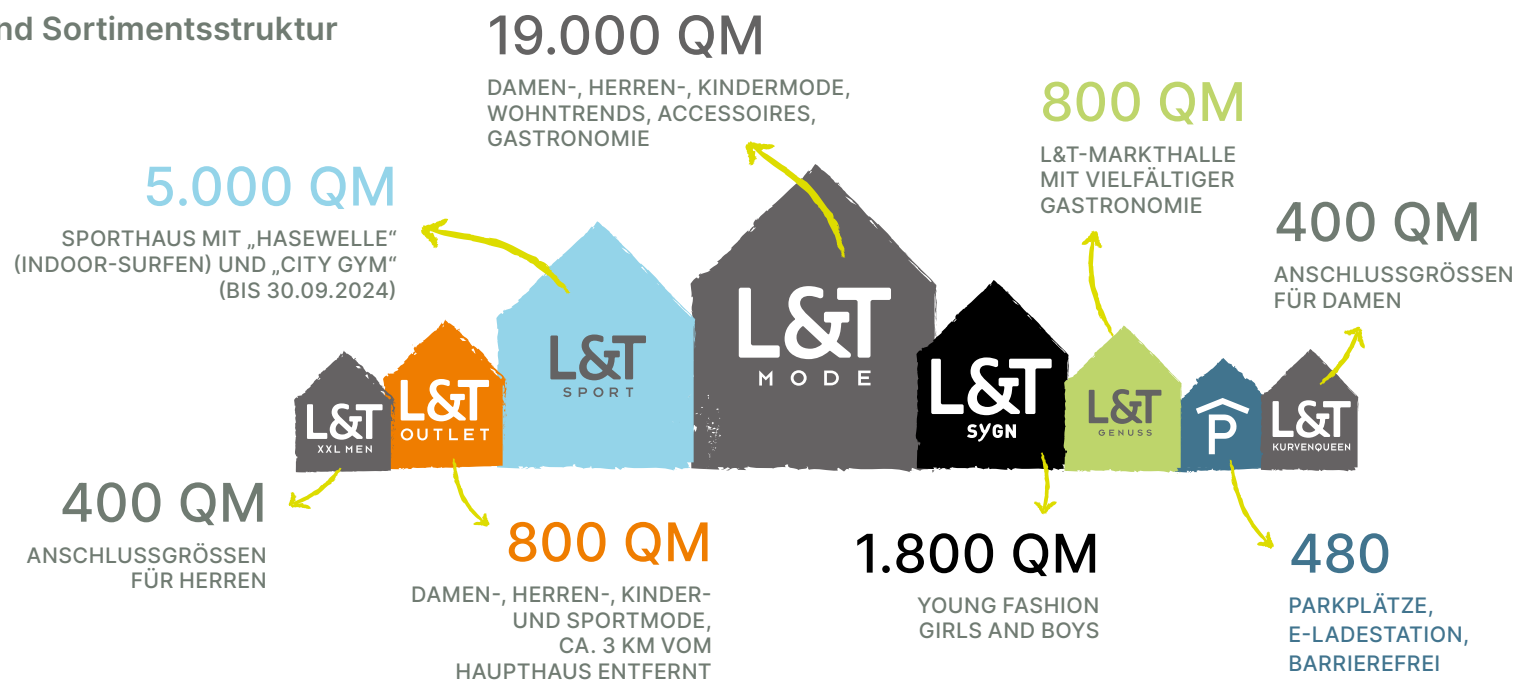 nd Sortimentsstruktur
19.000 QM
DAMEN-, HERREN-, KINDERMODE,
WOHNTRENDS, ACCESSOIRES,
GASTRONOMIE
800 QM
L&T-MARKTHALLE
MIT VIELFÄLTIGER
GASTRONOMIE
5.000 QM
SPORTHAUS MIT „HASEWELLE“
(INDOOR-SURFEN) UND „CITY GYM“
(BIS 30.09.2024)
400 QM
ANSCHLUSSGRÖSSEN
FÜR DAMEN
L&T
XXL MEN
L&T
OUTLET
L&T
SPORT
L&T
MODE
L&T
SYGN
L&T
GENUSS
P
L&T
KURVENQUEEN
400 QM
ANSCHLUSSGRÖSSEN
FÜR HERREN
800 QM
DAMEN-, HERREN-, KINDER-
UND SPORTMODE,
CA. 3 KM VOM
HAUPTHAUS ENTFERNT
1.800 QM
YOUNG FASHION
GIRLS AND BOYS
480
PARKPLÄTZE,
E-LADESTATION,
BARRIEREFREI